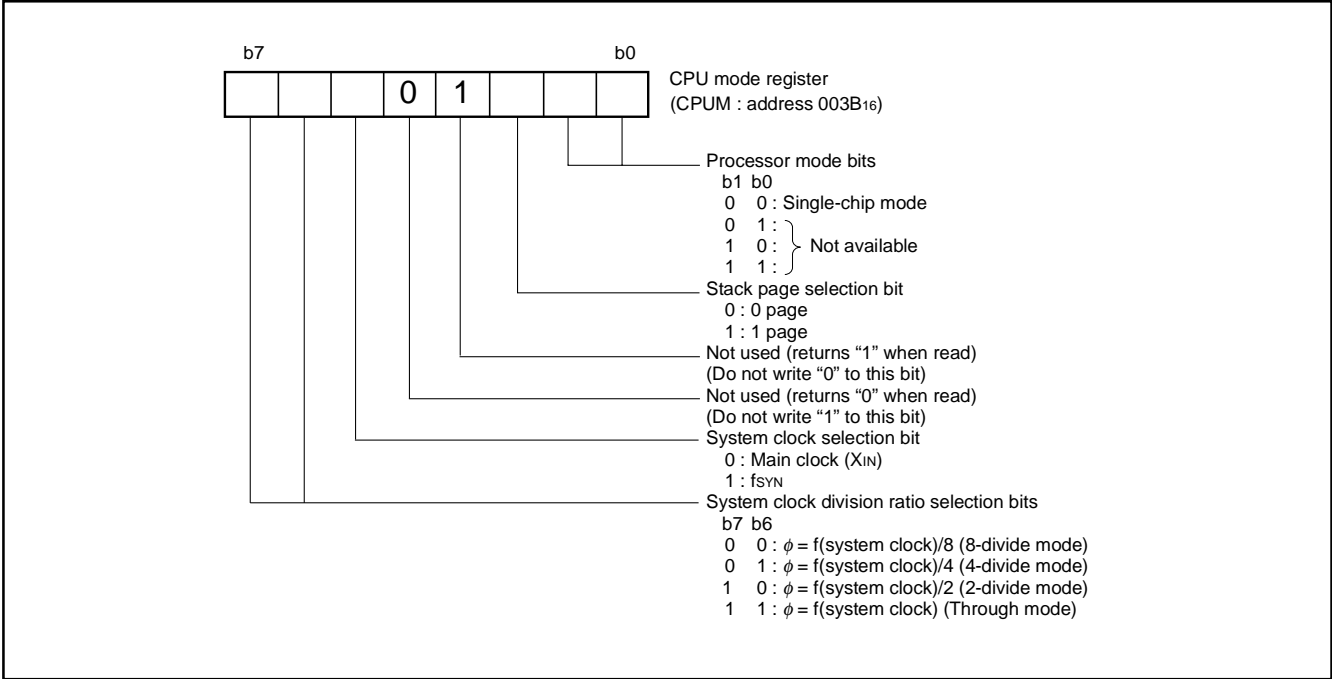 b7 b0
0 1
CPU mode register
(CPUM : address 003B16)
Processor mode bits
b1 b0
0 0 : Single-chip mode
0 1 :
1 0 : Not available
1 1 :
Stack page selection bit
0 : 0 page
1 : 1 page
Not used (returns “1” when read)
(Do not write “0” to this bit)
Not used (returns “0” when read)
(Do not write “1” to this bit)
System clock selection bit
0 : Main clock (XIN)
1 : fSYN
System clock division ratio selection bits
b7 b6
0 0 : ϕ = f(system clock)/8 (8-divide mode)
0 1 : ϕ = f(system clock)/4 (4-divide mode)
1 0 : ϕ = f(system clock)/2 (2-divide mode)
1 1 : ϕ = f(system clock) (Through mode)